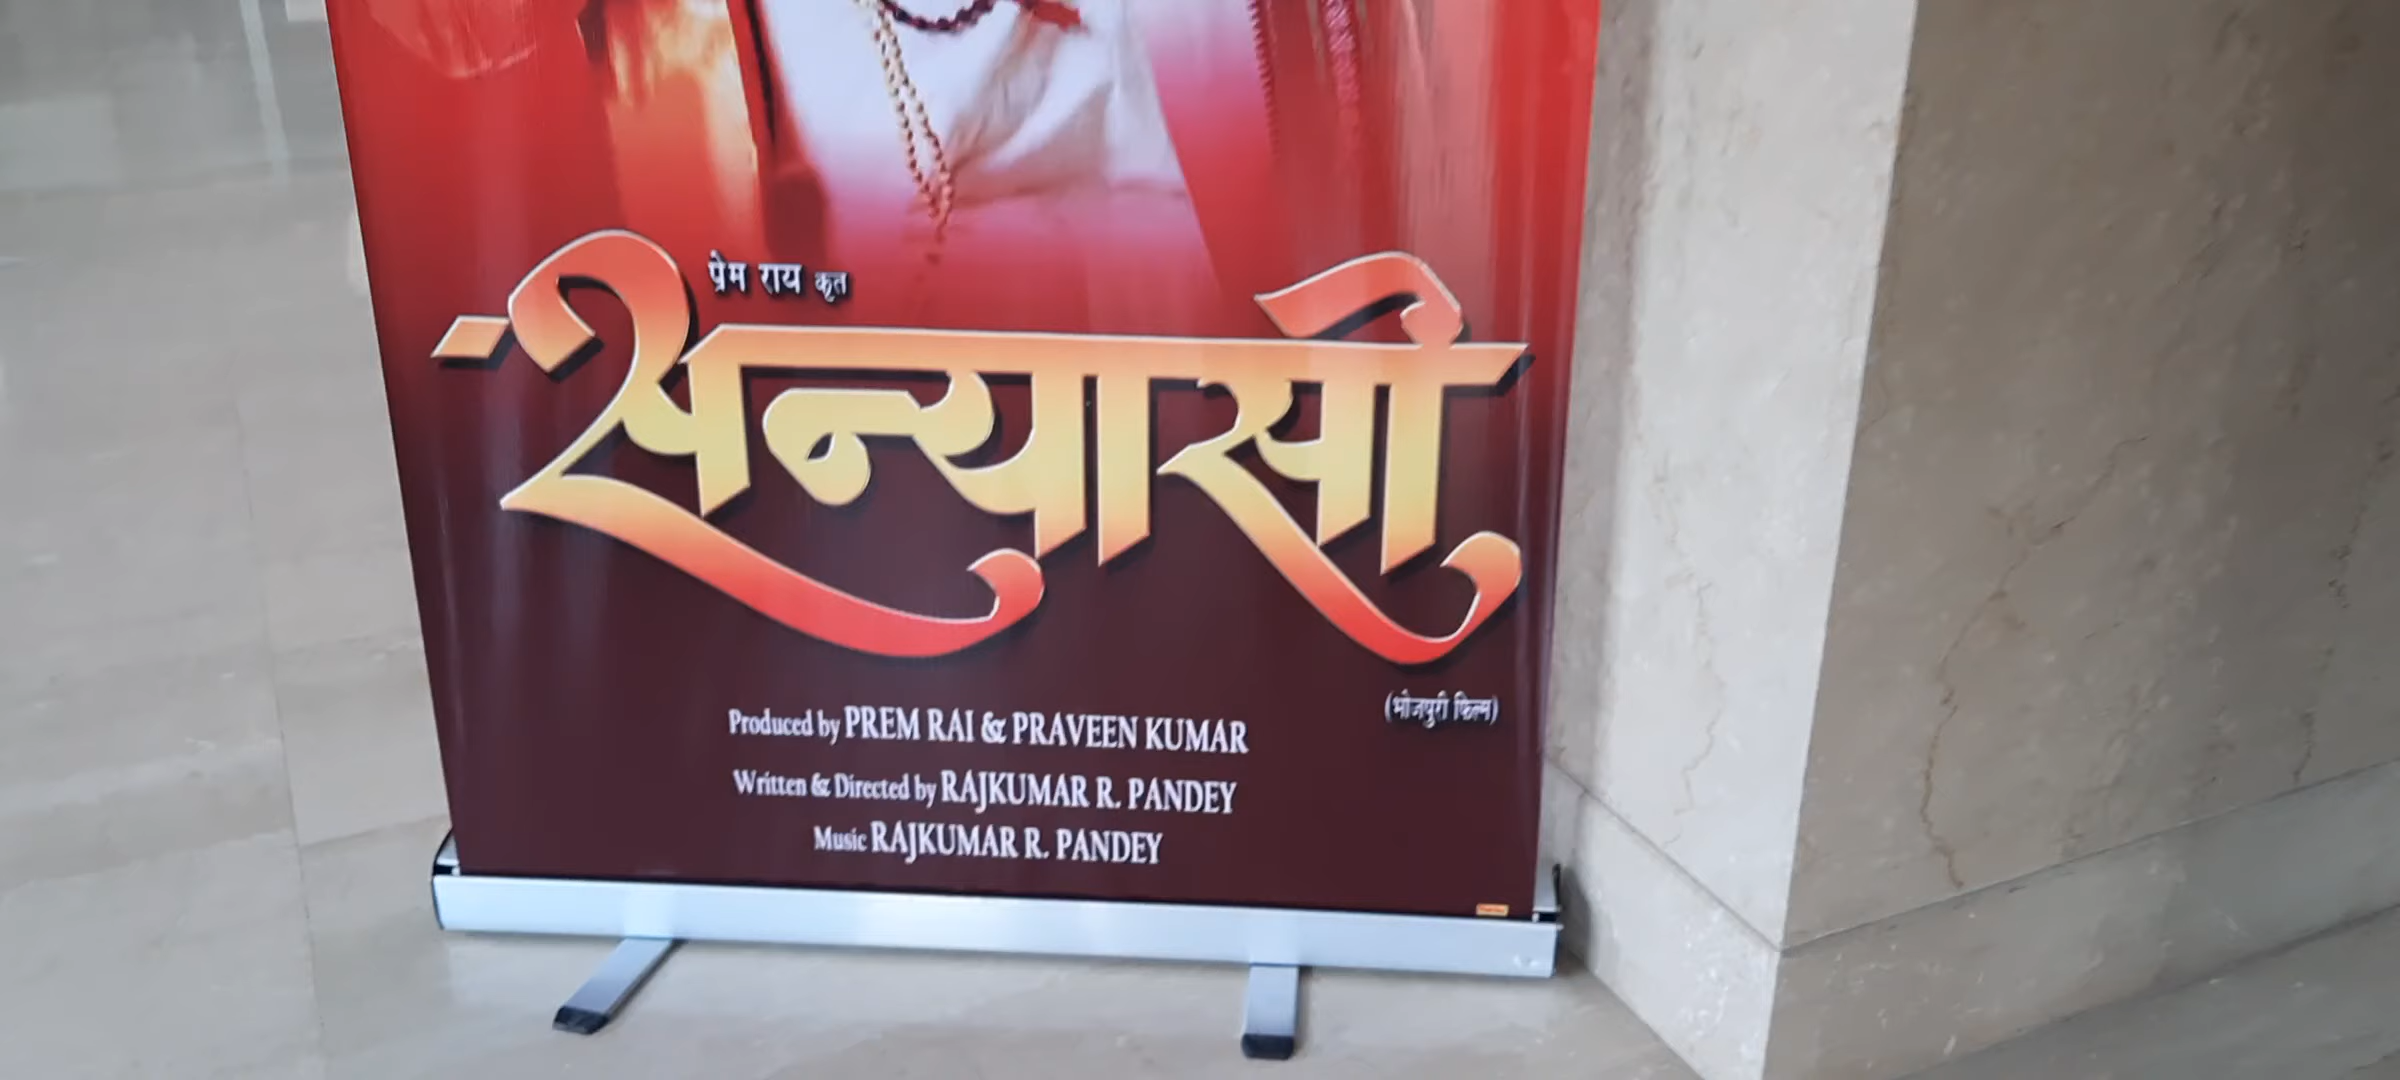 प्रेम राय कृत
सन्यासी
(भोजपुरी फिल्म)
Produced by PREM RAI & PRAVEEN KUMAR
Written & Directed by RAJKUMAR R. PANDEY
Music RAJKUMAR R. PANDEY